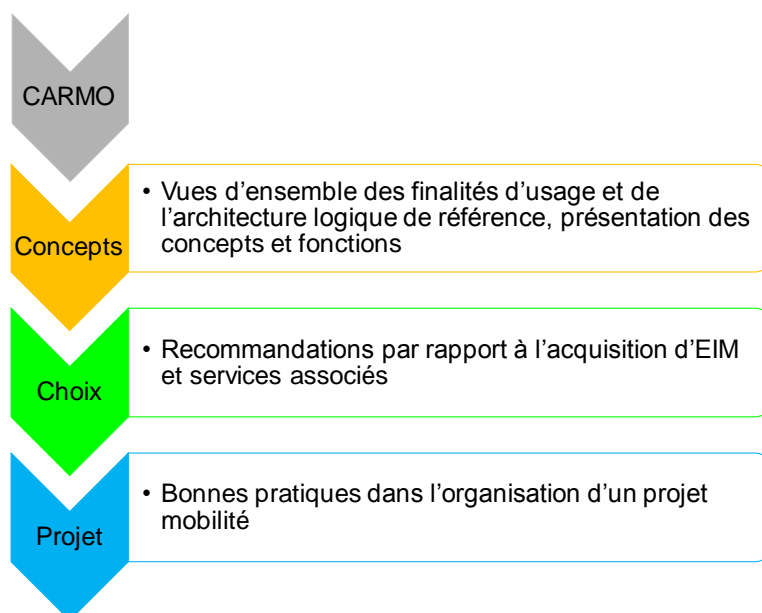 CARMO
Concepts
• Vues d’ensemble des finalités d’usage et de
l’architecture logique de référence, présentation des
concepts et fonctions
Choix
• Recommandations par rapport à l’acquisition d’EIM
et services associés
Projet
• Bonnes pratiques dans l’organisation d’un projet
mobilité